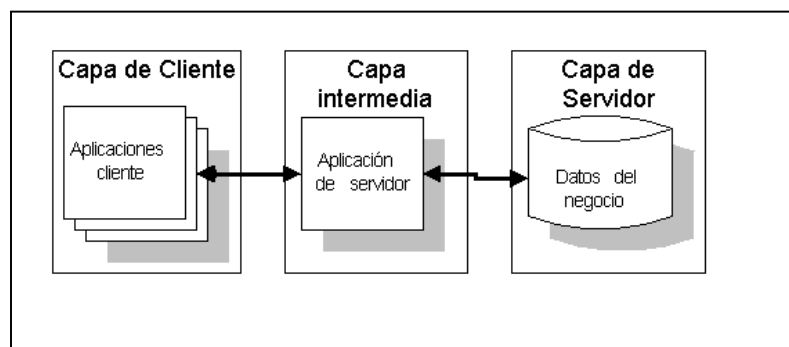 Capa de Cliente
Aplicaciones
cliente
Capa
intermedia
Aplicación
de servidor
Capa de
Servidor
Datos del
negocio